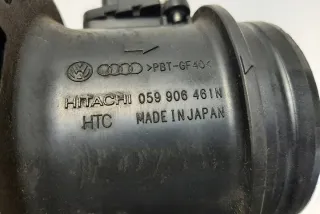 >PBT-GF40<
HITACHI 059 906 461N
HTC MADE IN JAPAN